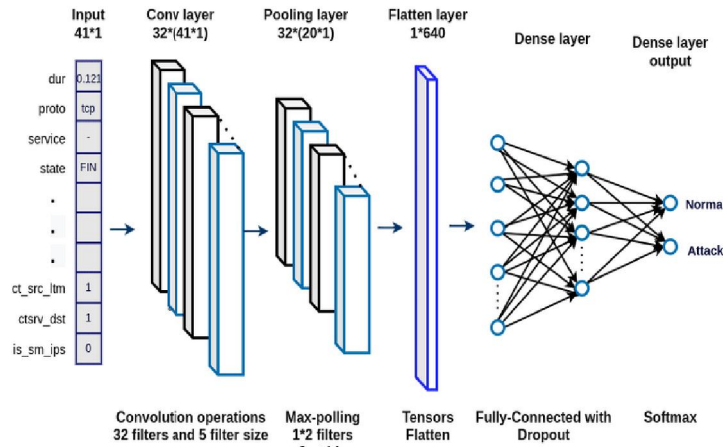 Input
41*1
Conv layer
32*(41*1)
Pooling layer
32*(20*1)
Flatten layer
1*640
Dense layer
Dense layer
output
dur
0.121
proto
tcp
service
-
state
FIN
.
.
.
ct_src_ltm
1
ctsrv_dst
1
is_sm_ips
0
Norma
Attack
Convolution operations
32 filters and 5 filter size
Max-polling
1*2 filters
Tensors
Flatten
Fully-Connected with
Dropout
Softmax